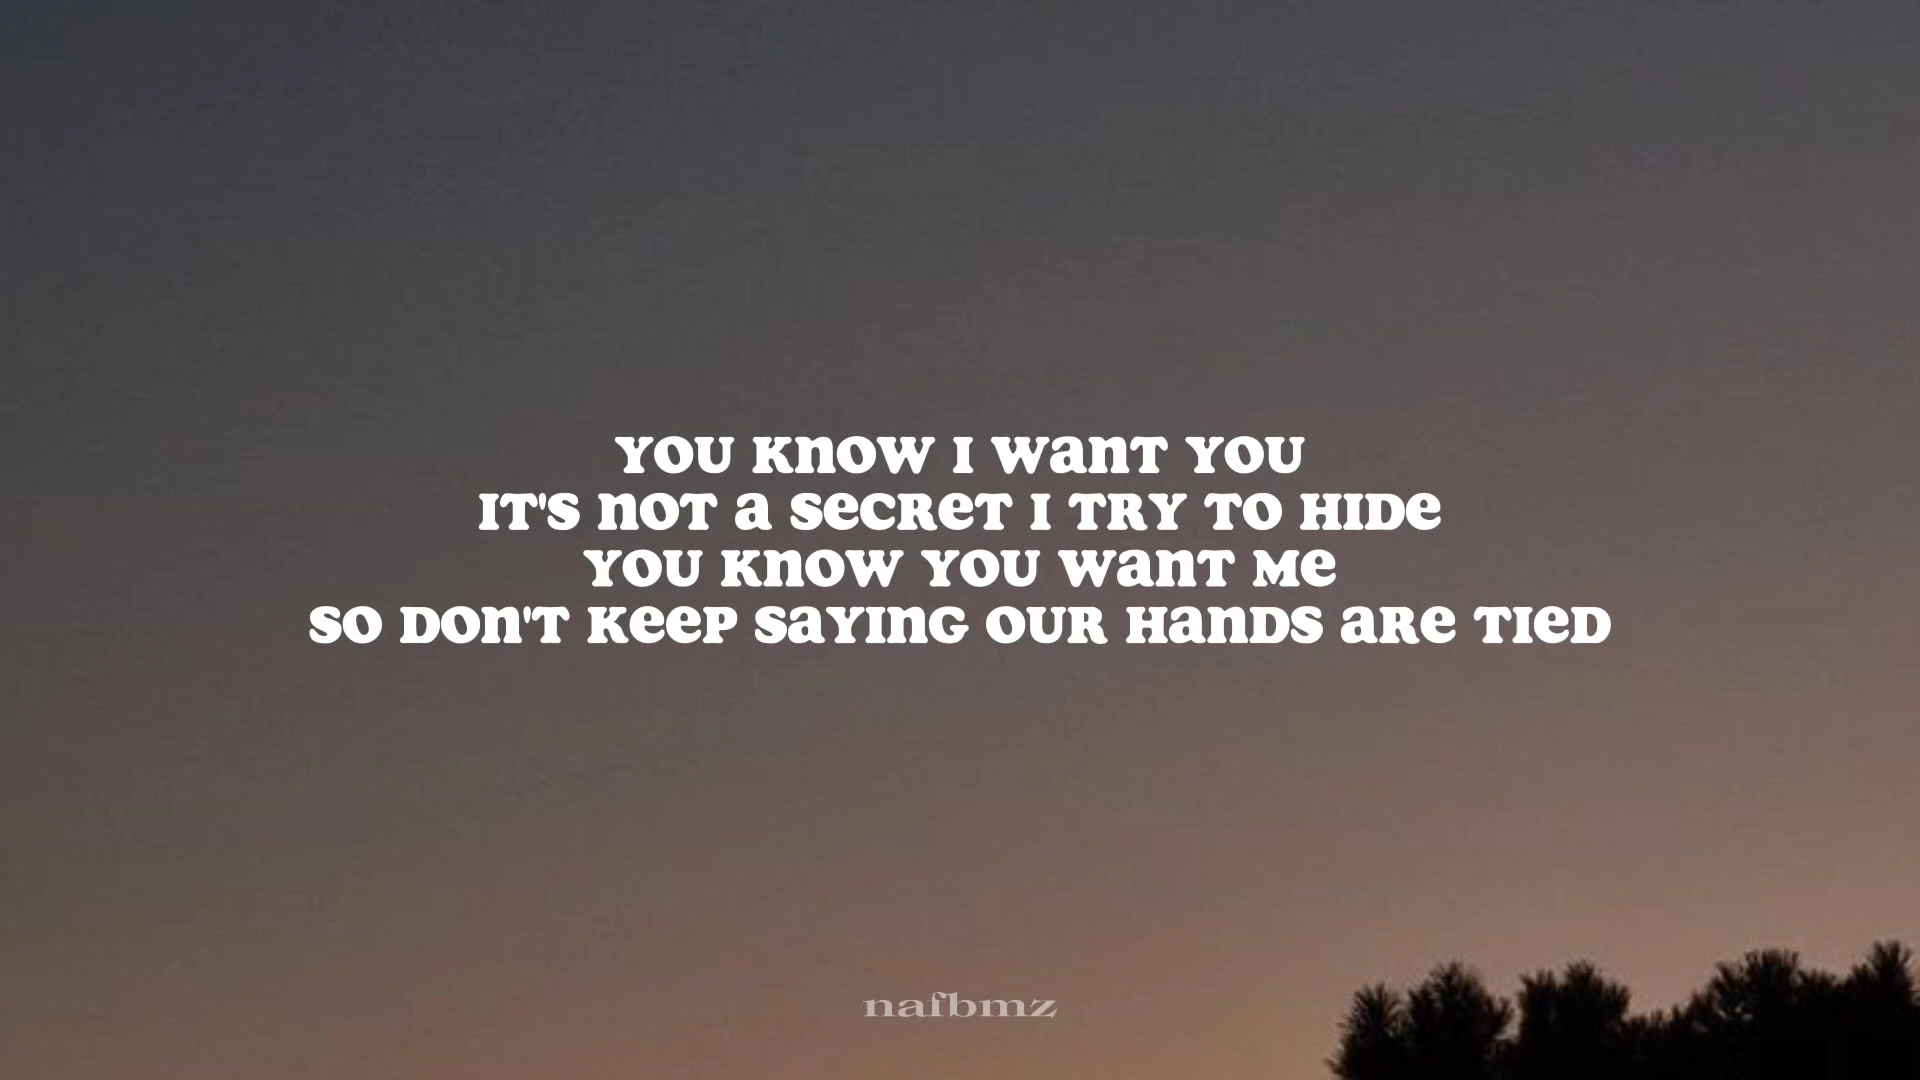 YOU KNOW I WANT YOU
IT'S NOT A SECRET I TRY TO HIDE
YOU KNOW YOU WANT ME
SO DON'T KEEP SAYING OUR HANDS ARE TIED
nafbmz